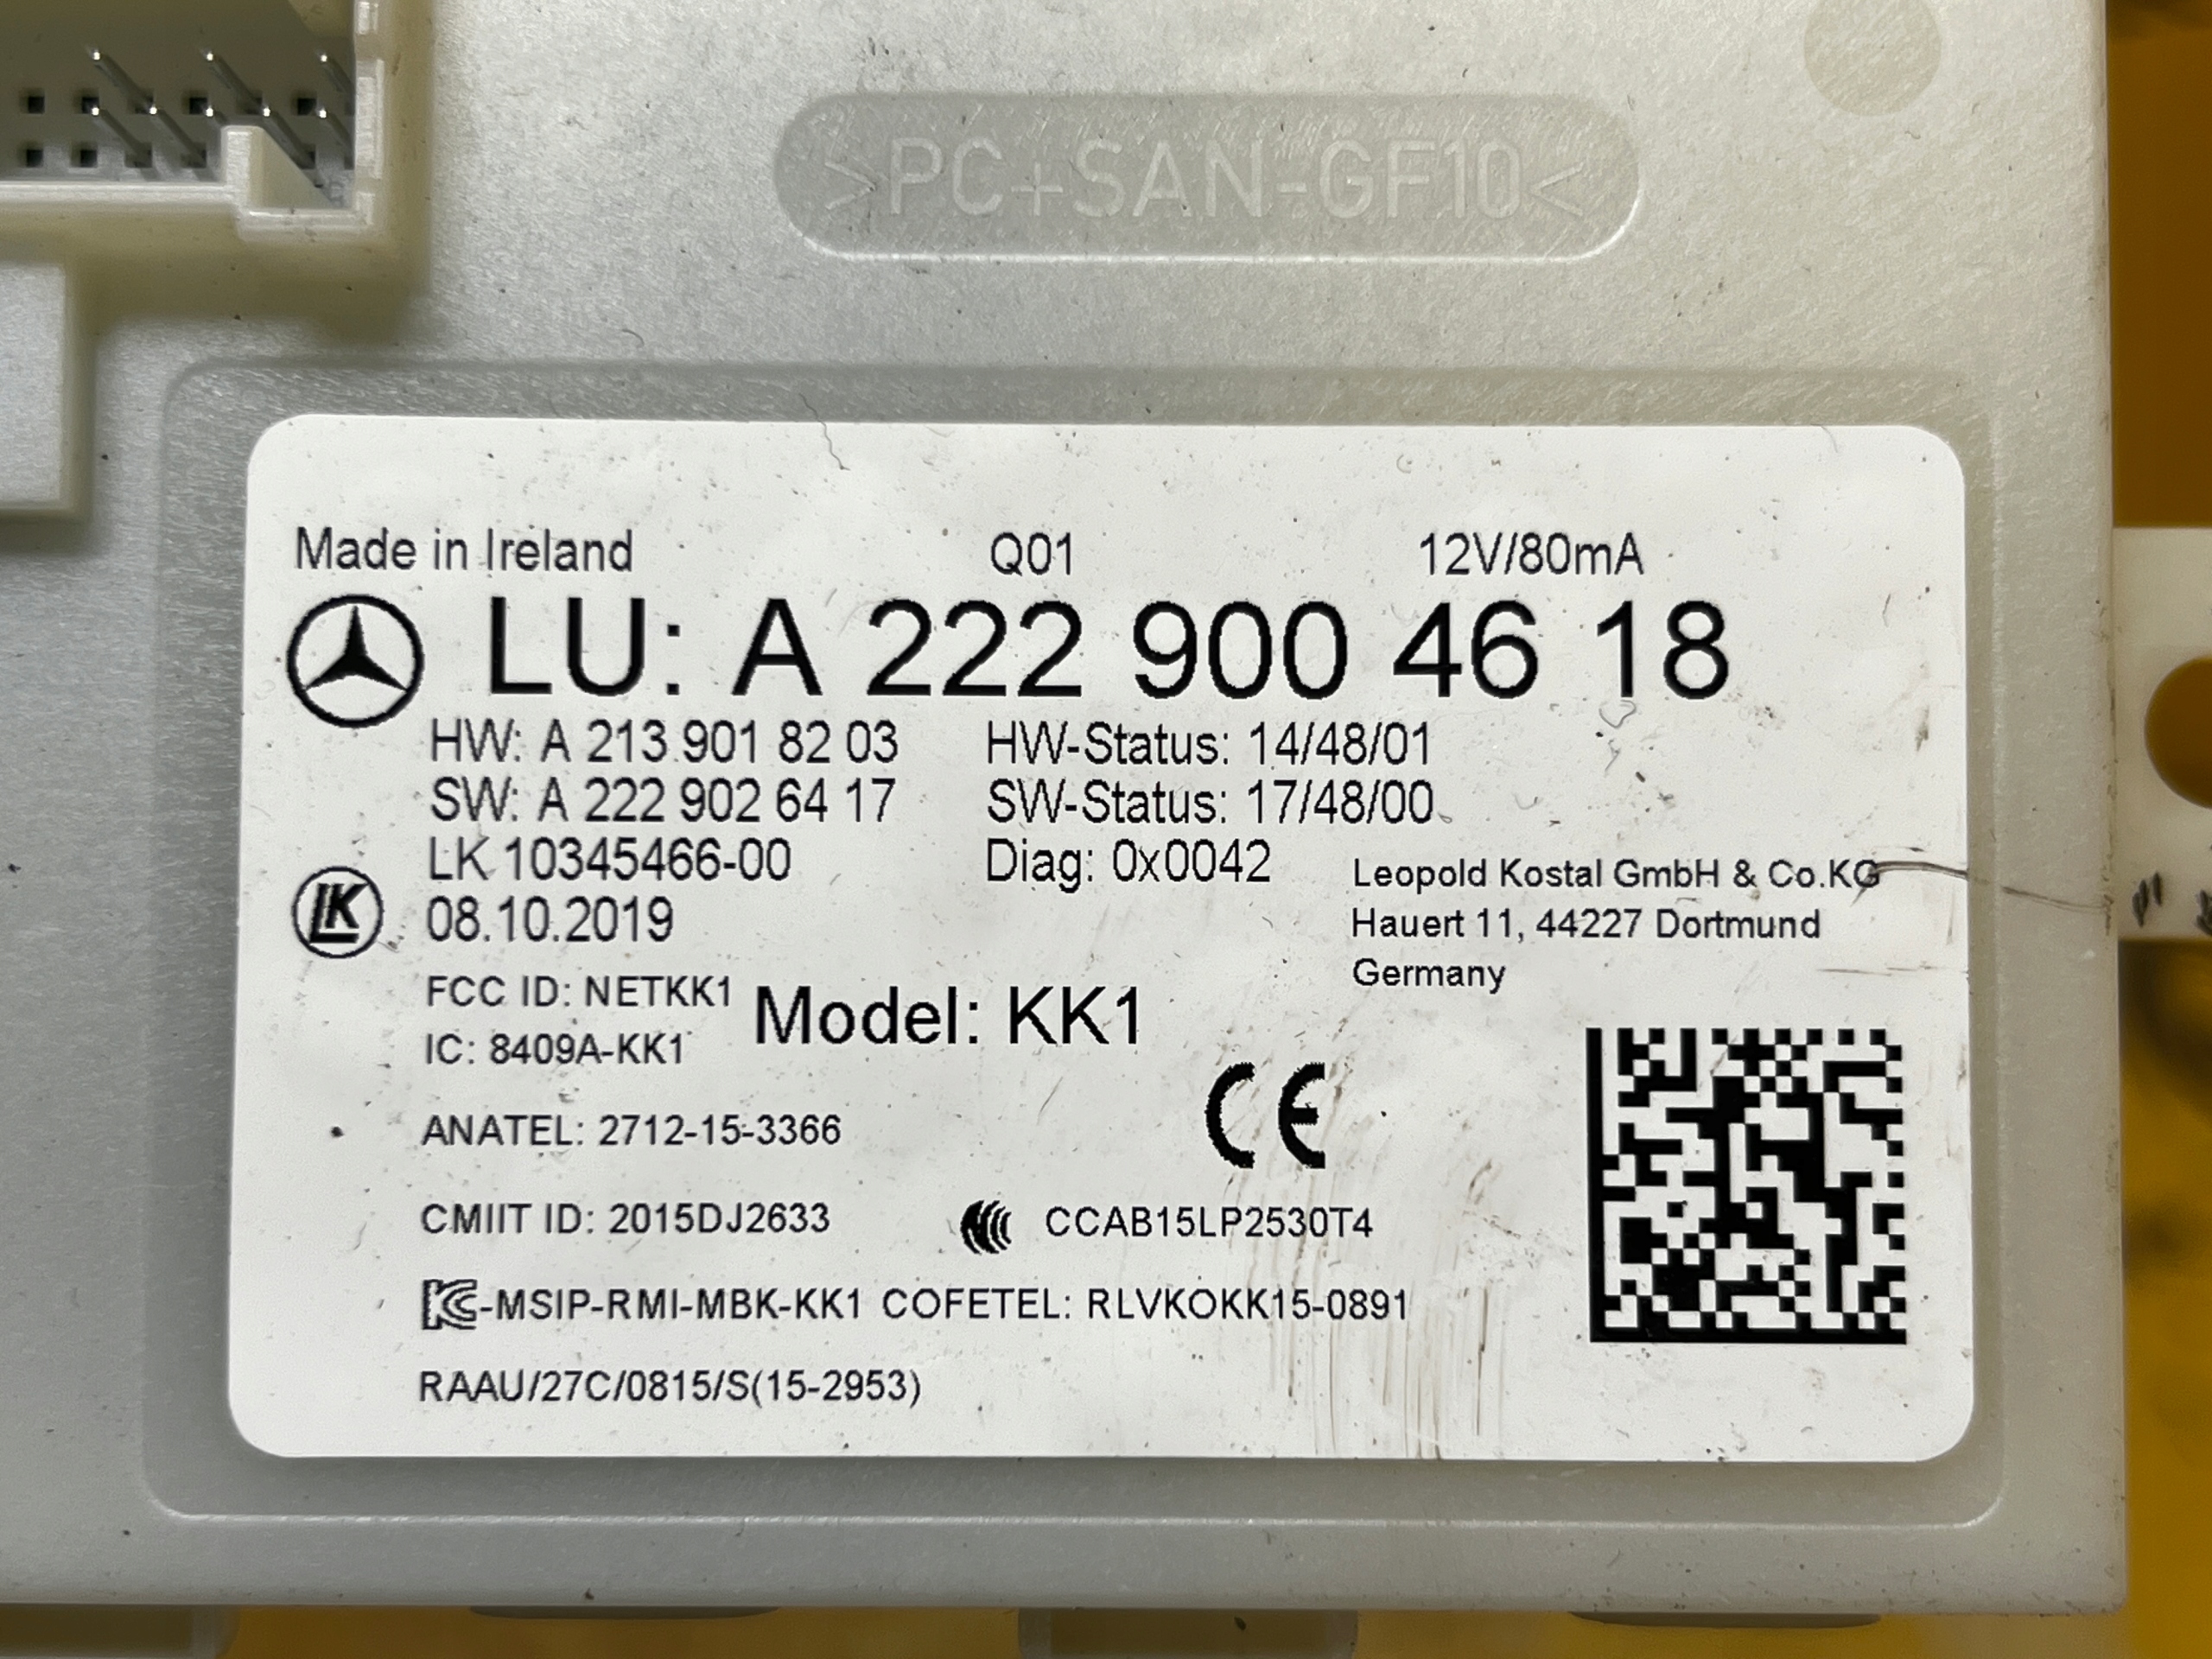 >PC+SAN-GF10<
Made in Ireland Q01 12V/80mA
LU: A 222 900 46 18
HW: A 213 901 82 03 HW-Status: 14/48/01
SW: A 222 902 64 17 SW-Status: 17/48/00
LK 10345466-00 Diag: 0x0042
LK 08.10.2019
Leopold Kostal GmbH & Co.KG
Hauert 11, 44227 Dortmund
Germany
FCC ID: NETKK1 Model: KK1
IC: 8409A-KK1
CE
ANATEL: 2712-15-3366
CMIIT ID: 2015DJ2633 CCAB15LP2530T4
KC-MSIP-RMI-MBK-KK1 COFETEL: RLVKOKK15-0891
RAAU/27C/0815/S(15-2953)